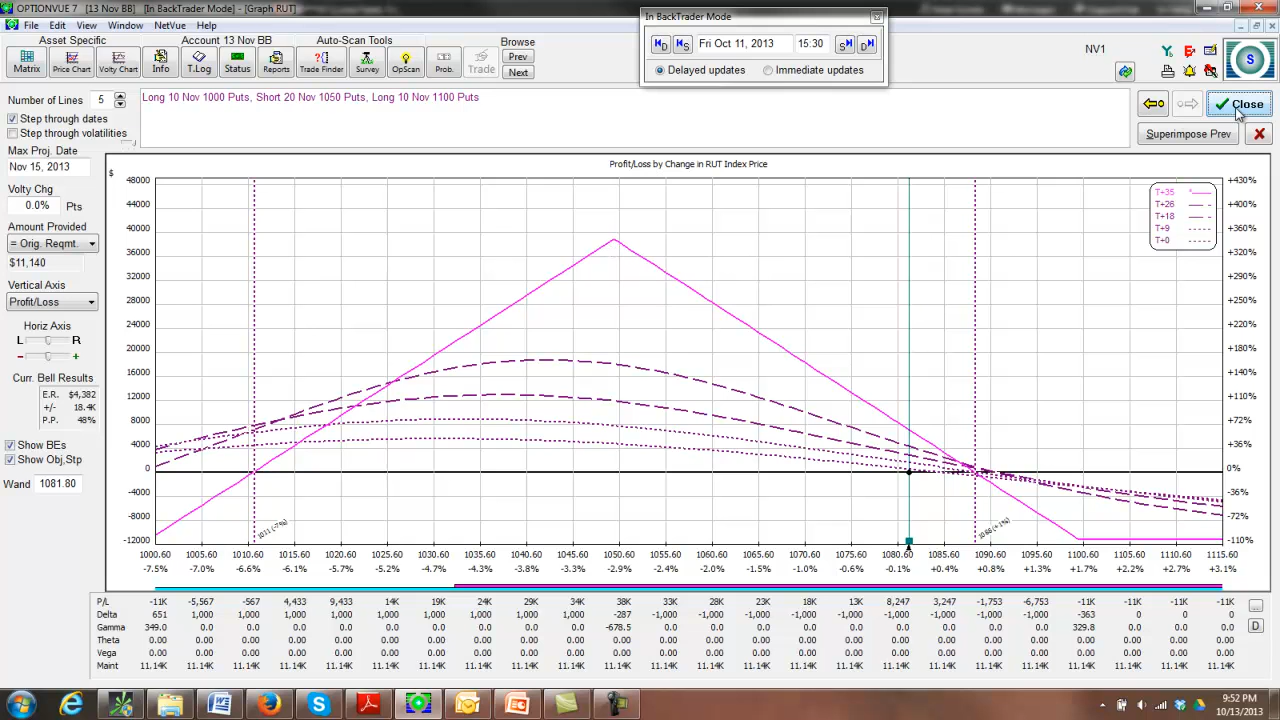 OPTIONVUE 7 [13 Nov BB] - [In BackTrader Mode] - [Graph RUT]
File Edit View Window NetVue Help
In BackTrader Mode
Fri Oct 11, 2013 15:30
Delayed updates Immediate updates
Asset Specific Account 13 Nov BB Auto-Scan Tools Browse
Matrix Price Chart Volty Chart Info T.Log Status Reports Trade Finder Survey OpScan Prob. Trade
Prev
Next
NV1
Number of Lines 5
Step through dates
Step through volatilities
Long 10 Nov 1000 Puts, Short 20 Nov 1050 Puts, Long 10 Nov 1100 Puts
Close
Superimpose Prev
Max Proj. Date
Nov 15, 2013
Volty Chg
0.0% Pts
Amount Provided
= Orig. Reqmt.
$11,140
Vertical Axis
Profit/Loss
Horiz Axis
L R
- +
Curr. Bell Results
E.R. $4,382
+/- 18.4K
P.P. 48%
Show BEs
Show Obj,Stp
Wand 1081.80
Profit/Loss by Change in RUT Index Price
$
48000 +430%
44000 +400%
40000 +360%
36000 +320%
32000 +290%
28000 +250%
24000 +220%
20000 +180%
16000 +140%
12000 +110%
8000 +72%
4000 +36%
0 0%
-4000 -36%
-8000 -72%
-12000 -110%
T+35
T+26
T+18
T+9
T+0
1000.60 1005.60 1010.60 1015.60 1020.60 1025.60 1030.60 1035.60 1040.60 1045.60 1050.60 1055.60 1060.60 1065.60 1070.60 1075.60 1080.60 1085.60 1090.60 1095.60 1100.60 1105.60 1110.60 1115.60
-7.5% -7.0% -6.6% -6.1% -5.6% -5.2% -4.7% -4.3% -3.8% -3.3% -2.9% -2.4% -2.0% -1.5% -1.0% -0.6% -0.1% +0.4% +0.8% +1.3% +1.7% +2.2% +2.7% +3.1%
P/L -11K -5,567 -567 4,433 9,433 14K 19K 24K 29K 34K 38K 33K 28K 23K 18K 13K 8,247 3,247 -1,753 -6,753 -11K -11K -11K -11K
Delta 651 1,000 1,000 1,000 1,000 1,000 1,000 1,000 1,000 1,000 -287 -1,000 -1,000 -1,000 -1,000 -1,000 -1,000 -1,000 -1,000 -1,000 -363 0 0 0
Gamma 349.0 0.0 0.0 0.0 0.0 0.0 0.0 0.0 0.0 0.0 -678.5 0.0 0.0 0.0 0.0 0.0 0.0 0.0 0.0 0.0 329.8 0.0 0.0 0.0
Theta 0.00 0.00 0.00 0.00 0.00 0.00 0.00 0.00 0.00 0.00 0.00 0.00 0.00 0.00 0.00 0.00 0.00 0.00 0.00 0.00 0.00 0.00 0.00 0.00
Vega 0.00 0.00 0.00 0.00 0.00 0.00 0.00 0.00 0.00 0.00 0.00 0.00 0.00 0.00 0.00 0.00 0.00 0.00 0.00 0.00 0.00 0.00 0.00 0.00
Maint 11.14K 11.14K 11.14K 11.14K 11.14K 11.14K 11.14K 11.14K 11.14K 11.14K 11.14K 11.14K 11.14K 11.14K 11.14K 11.14K 11.14K 11.14K 11.14K 11.14K 11.14K 11.14K 11.14K 11.14K
D
9:52 PM
10/13/2013